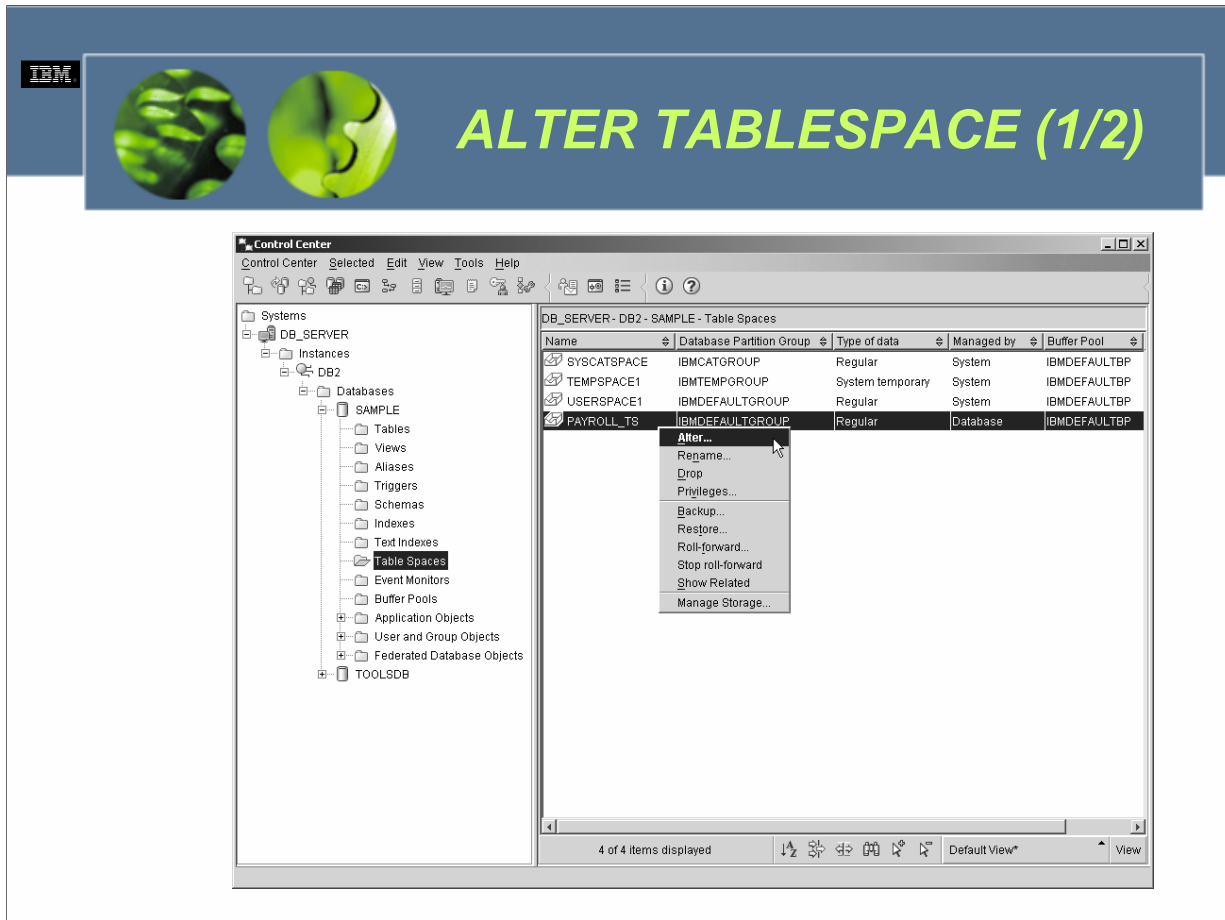 IBM.
ALTER TABLESPACE (1/2)
Control Center
Control Center Selected Edit View Tools Help
Systems
DB_SERVER
Instances
DB2
Databases
SAMPLE
Tables
Views
Aliases
Triggers
Schemas
Indexes
Text Indexes
Table Spaces
Event Monitors
Buffer Pools
Application Objects
User and Group Objects
Federated Database Objects
TOOLSDB
DB_SERVER - DB2 - SAMPLE - Table Spaces
Name Database Partition Group Type of data Managed by Buffer Pool
SYSCATSPACE IBMCATGROUP Regular System IBMDEFAULTBP
TEMPSPACE1 IBMTEMPGROUP System temporary System IBMDEFAULTBP
USERSPACE1 IBMDEFAULTGROUP Regular System IBMDEFAULTBP
PAYROLL_TS IBMDEFAULTGROUP Regular Database IBMDEFAULTBP
Alter...
Rename...
Drop
Privileges...
Backup...
Restore...
Roll-forward...
Stop roll-forward
Show Related
Manage Storage...
4 of 4 items displayed Default View* View